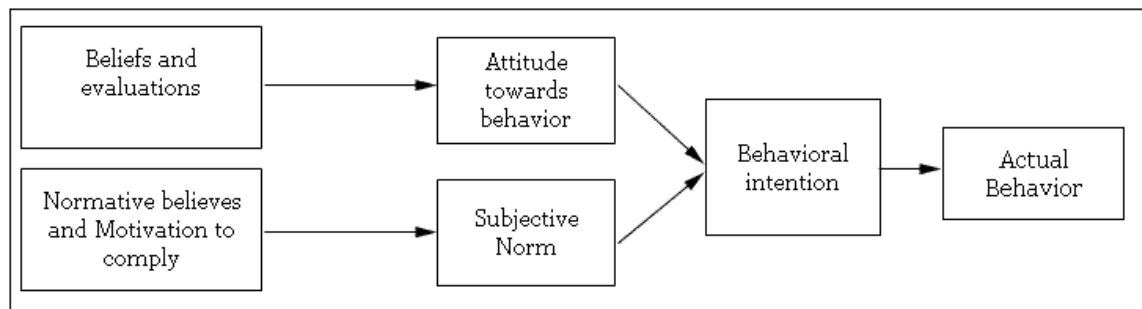 Beliefs and
evaluations
Attitude
towards
behavior
Behavioral
intention
Actual
Behavior
Normative believes
and Motivation to
comply
Subjective
Norm